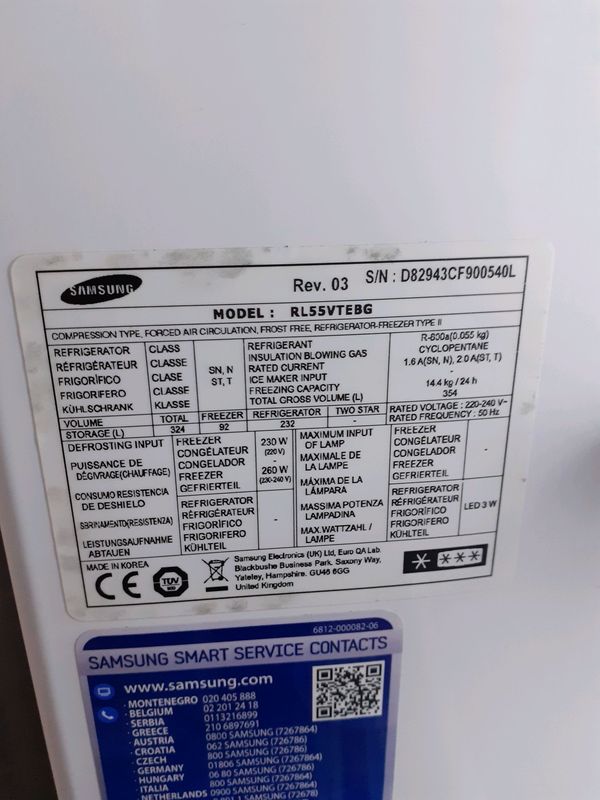 SAMSUNG
Rev. 03 S/N : D82943CF900540L
MODEL : RL55VTEBG
COMPRESSION TYPE, FORCED AIR CIRCULATION, FROST FREE, REFRIGERATOR-FREEZER TYPE II
REFRIGERATOR CLASS
RÉFRIGÉRATEUR CLASSE
FRIGORÍFICO CLASE
FRIGORIFERO CLASSE
KÜHLSCHRANK KLASSE
SN, N
ST, T
REFRIGERANT R-600a(0.055 kg)
INSULATION BLOWING GAS CYCLOPENTANE
RATED CURRENT 1.6 A(SN, N), 2.0 A(ST, T)
ICE MAKER INPUT -
FREEZING CAPACITY 14.4 kg / 24 h
TOTAL GROSS VOLUME (L) 354
VOLUME TOTAL FREEZER REFRIGERATOR TWO STAR
STORAGE (L) 324 92 232 -
RATED VOLTAGE : 220-240 V~
RATED FREQUENCY : 50 Hz
DEFROSTING INPUT
PUISSANCE DE
DÉGIVRAGE(CHAUFFAGE)
CONSUMO RESISTENCIA
DE DESHIELO
SBRINAMENTO(RESISTENZA)
LEISTUNGSAUFNAHME
ABTAUEN
FREEZER
CONGÉLATEUR
CONGELADOR
FREEZER
GEFRIERTEIL
230 W
(220 V)
260 W
(230-240 V)
REFRIGERATOR
RÉFRIGÉRATEUR
FRIGORÍFICO
FRIGORIFERO
KÜHLTEIL
-
MAXIMUM INPUT
OF LAMP
MAXIMALE DE
LA LAMPE
MÁXIMA DE LA
LÁMPARA
MASSIMA POTENZA
LAMPADINA
MAX.WATTZAHL /
LAMPE
FREEZER
CONGÉLATEUR
CONGELADOR
FREEZER
GEFRIERTEIL
-
REFRIGERATOR
RÉFRIGÉRATEUR
FRIGORÍFICO
FRIGORIFERO
KÜHLTEIL
LED 3 W
MADE IN KOREA
CE
TÜV
Samsung Electronics (UK) Ltd, Euro QA Lab.
Blackbushe Business Park. Saxony Way,
Yateley, Hampshire. GU46 6GG
United Kingdom
6812-000082-06
SAMSUNG SMART SERVICE CONTACTS
www.samsung.com
· MONTENEGRO 020 405 888
· BELGIUM 02 201 24 18
· SERBIA 0113216899
· GREECE 210 6897691
· AUSTRIA 0800 SAMSUNG (7267864)
· CROATIA 062 SAMSUNG (7267864)
· CZECH 800 SAMSUNG (7267864)
· GERMANY 01806 SAMSUNG (7267864)
· HUNGARY 06 80 SAMSUNG (7267864)
· ITALIA 800 SAMSUNG (7267864)
· NETHERLANDS 0900 SAMSUNG (7267864)